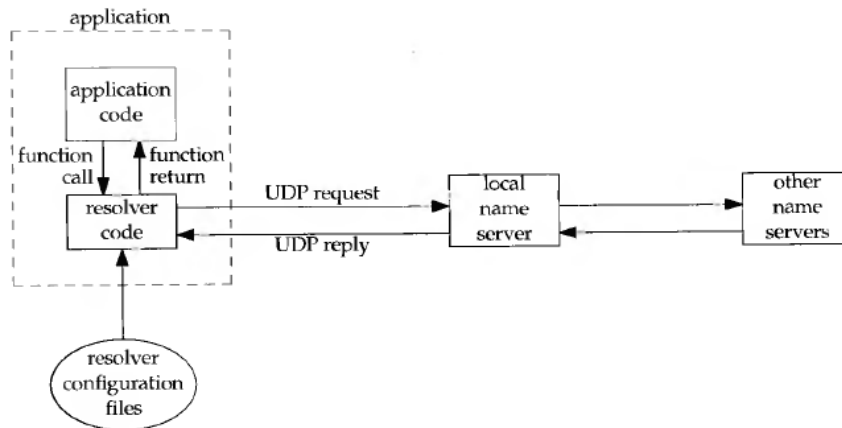 application
application
code
function
call
function
return
resolver
code
UDP request
UDP reply
local
name
server
other
name
servers
resolver
configuration
files